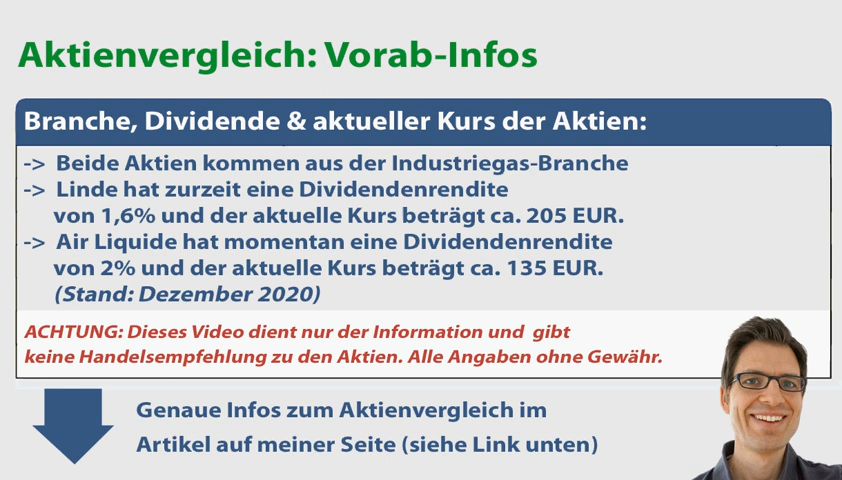 Aktienvergleich: Vorab-Infos
Branche, Dividende & aktueller Kurs der Aktien:
-> Beide Aktien kommen aus der Industriegas-Branche
-> Linde hat zurzeit eine Dividendenrendite
von 1,6% und der aktuelle Kurs beträgt ca. 205 EUR.
-> Air Liquide hat momentan eine Dividendenrendite
von 2% und der aktuelle Kurs beträgt ca. 135 EUR.
(Stand: Dezember 2020)
ACHTUNG: Dieses Video dient nur der Information und gibt
keine Handelsempfehlung zu den Aktien. Alle Angaben ohne Gewähr.
Genaue Infos zum Aktienvergleich im
Artikel auf meiner Seite (siehe Link unten)